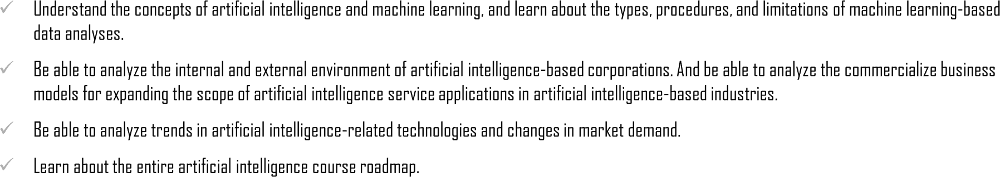 ✓ Understand the concepts of artificial intelligence and machine learning, and learn about the types, procedures, and limitations of machine learning-based
data analyses.
✓ Be able to analyze the internal and external environment of artificial intelligence-based corporations. And be able to analyze the commercialize business
models for expanding the scope of artificial intelligence service applications in artificial intelligence-based industries.
✓ Be able to analyze trends in artificial intelligence-related technologies and changes in market demand.
✓ Learn about the entire artificial intelligence course roadmap.